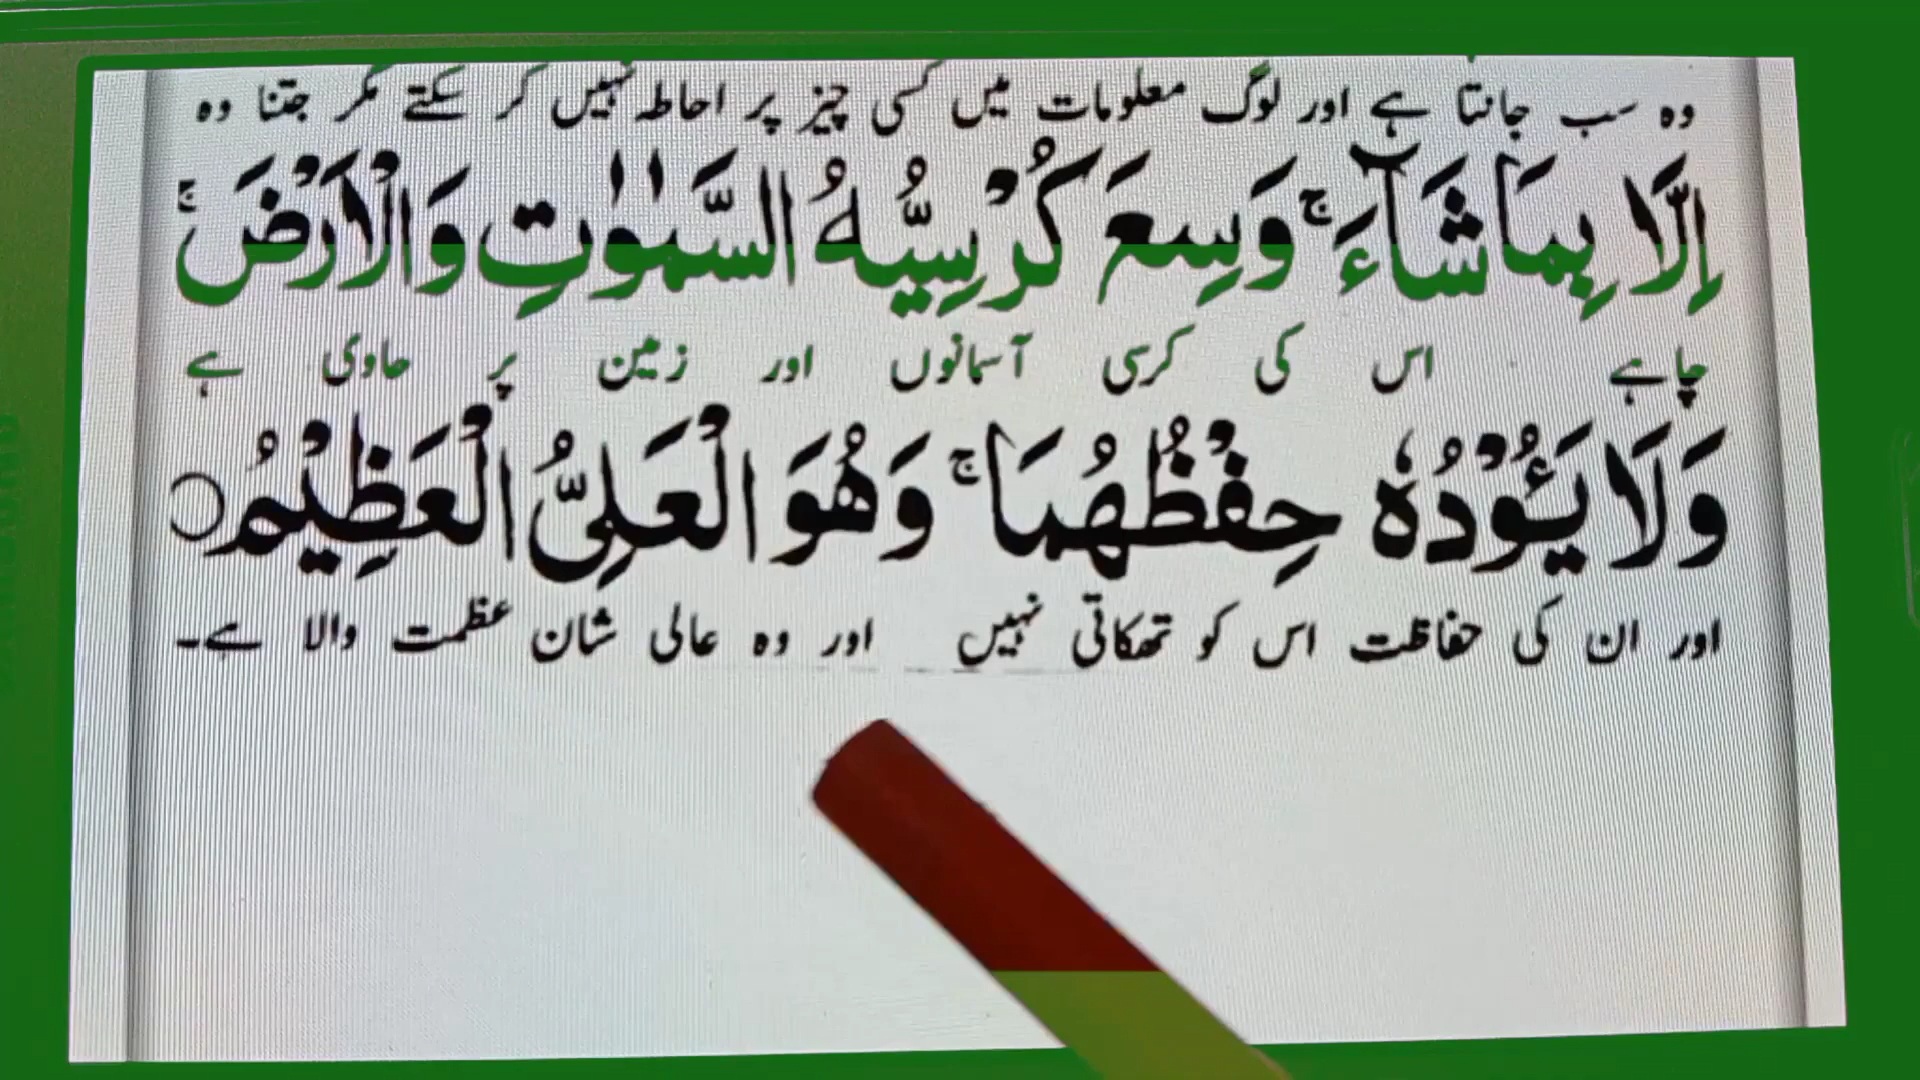 وہ سب جانتا ہے اور لوگ معلومات میں کسی چیز پر احاطہ نہیں کر سکتے مگر جتنا وہ
اِلَّا بِمَا شَآءَ ۚ وَسِعَ كُرْسِيُّهُ السَّمٰوٰتِ وَالْاَرْضَ ۚ
چاہے اس کی کرسی آسمانوں اور زمین پر حاوی ہے
وَلَا يَـُٔوْدُهٗ حِفْظُهُمَا ۚ وَهُوَ الْعَلِىُّ الْعَظِيْمُ ○
اور ان کی حفاظت اس کو تھکاتی نہیں اور وہ عالی شان عظمت والا ہے۔